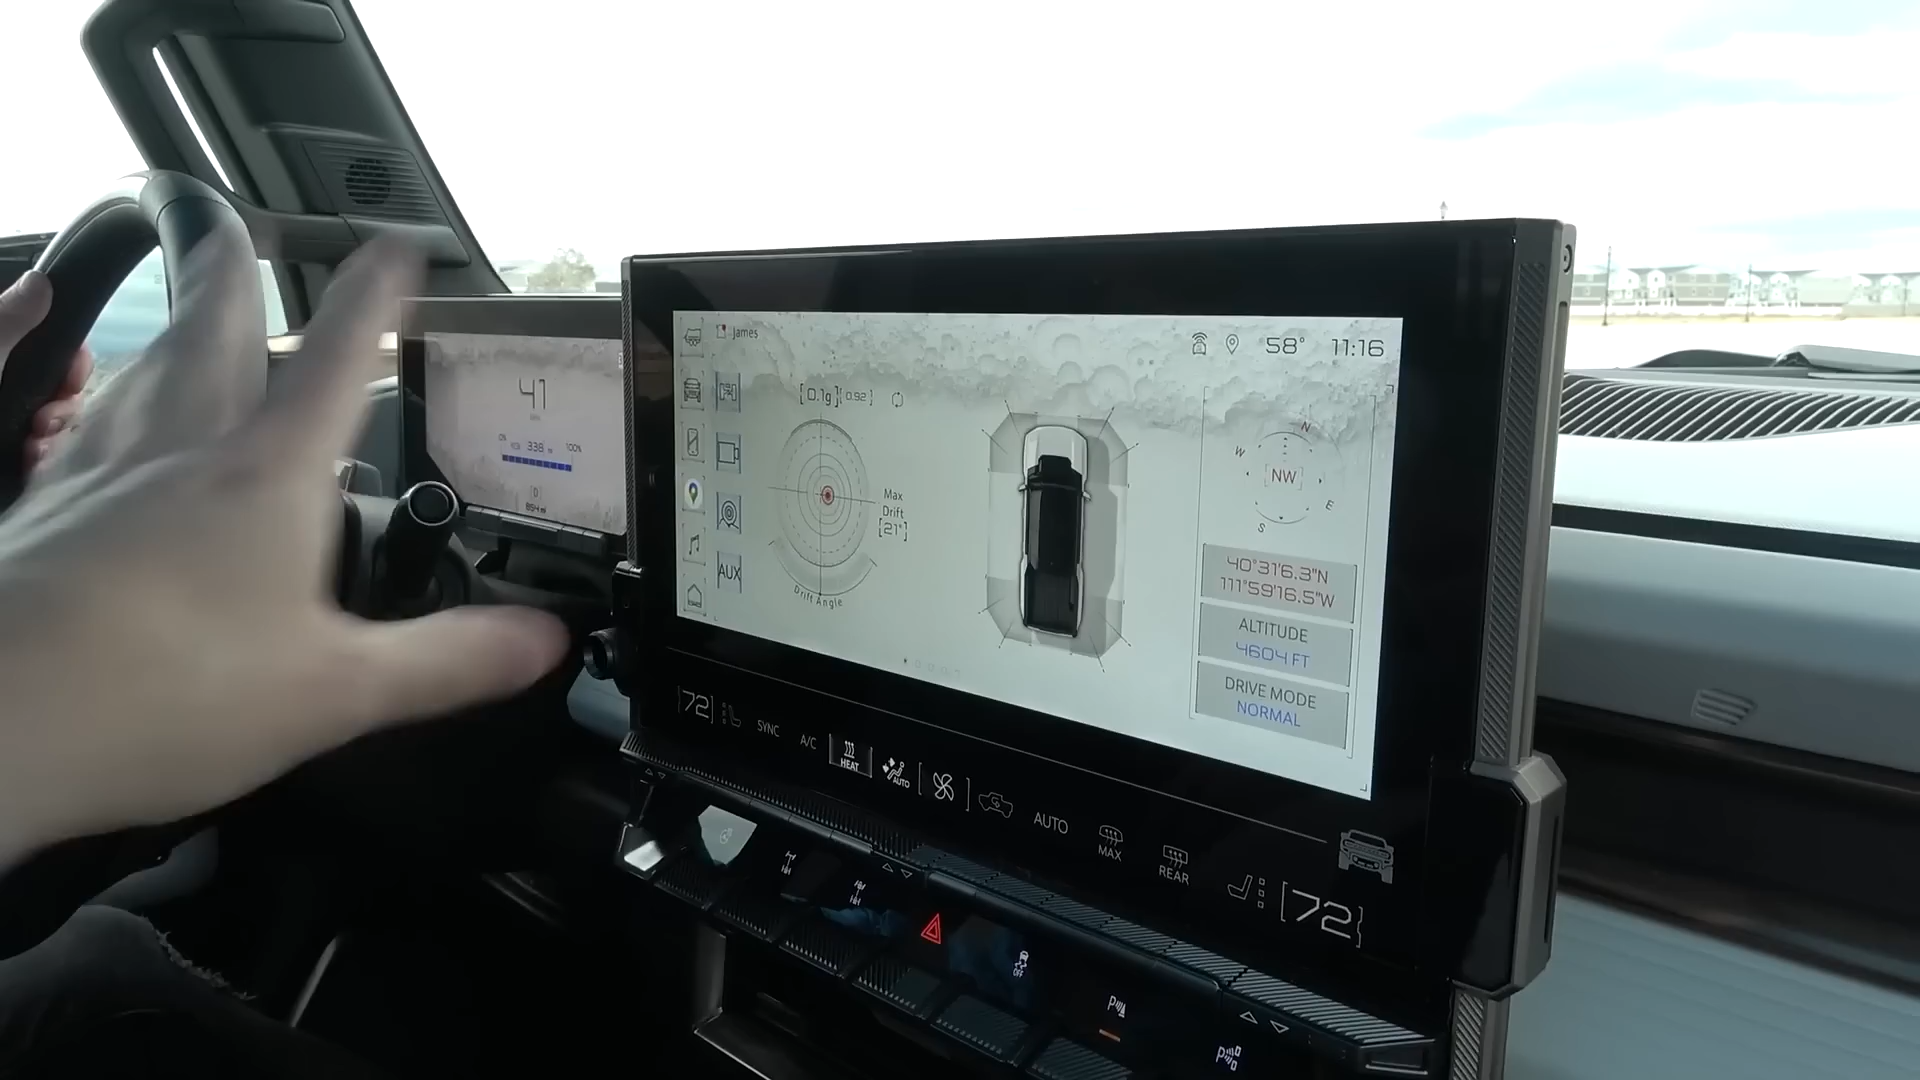 41
0%
338
100%
[D]
James
58°
11:16
[0.1g]
[0.92]
Max
Drift
[21°]
Drift Angle
AUX
N
W
[NW]
E
S
40°31'6.3"N
111°59'16.5"W
ALTITUDE
4604 FT
DRIVE MODE
NORMAL
[72]
SYNC
A/C
HEAT
AUTO
AUTO
MAX
REAR
[72]
OFF
P
P